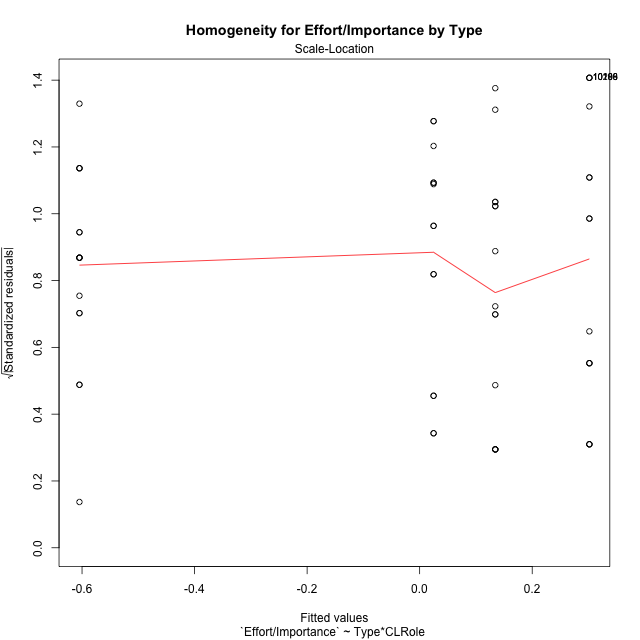 Homogeneity for Effort/Importance by Type
Scale-Location
√|Standardized residuals|
1.4
1.2
1.0
0.8
0.6
0.4
0.2
0.0
-0.6
-0.4
-0.2
0.0
0.2
Fitted values
`Effort/Importance` ~ Type*CLRole